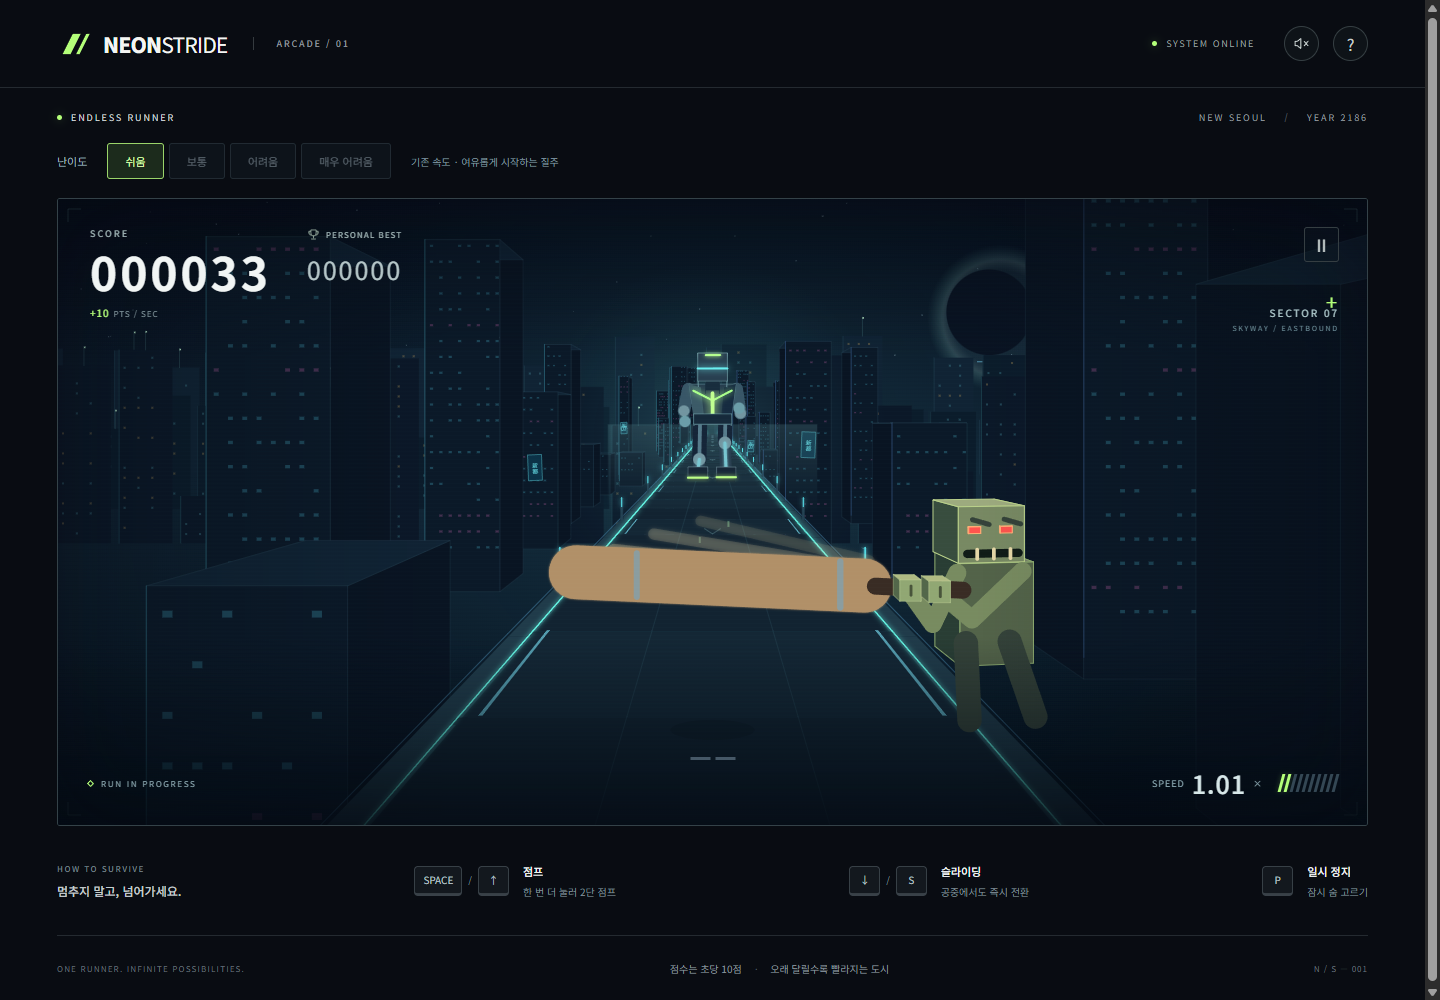 NEONSTRIDE
ARCADE / 01
SYSTEM ONLINE
?
ENDLESS RUNNER
NEW SEOUL / YEAR 2186
난이도
쉬움
보통
어려움
매우 어려움
기존 속도 · 여유롭게 시작하는 질주
SCORE
000033
+10 PTS / SEC
PERSONAL BEST
000000
SECTOR 07
SKYWAY / EASTBOUND
RUN IN PROGRESS
SPEED 1.01 ×
HOW TO SURVIVE
멈추지 말고, 넘어가세요.
SPACE / ↑
점프
한 번 더 눌러 2단 점프
↓ / S
슬라이딩
공중에서도 즉시 전환
P
일시 정지
잠시 숨 고르기
ONE RUNNER. INFINITE POSSIBILITIES.
점수는 초당 10점 · 오래 달릴수록 빨라지는 도시
N / S — 001